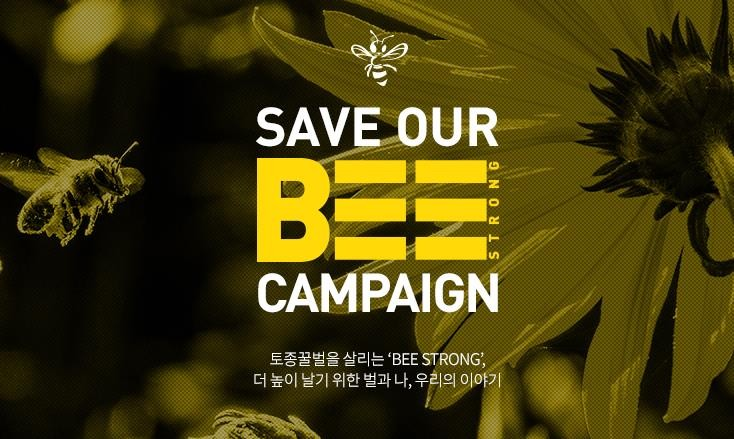 SAVE OUR
BEE
STRONG
CAMPAIGN
토종꿀벌을 살리는 ‘BEE STRONG’,
더 높이 날기 위한 벌과 나, 우리의 이야기